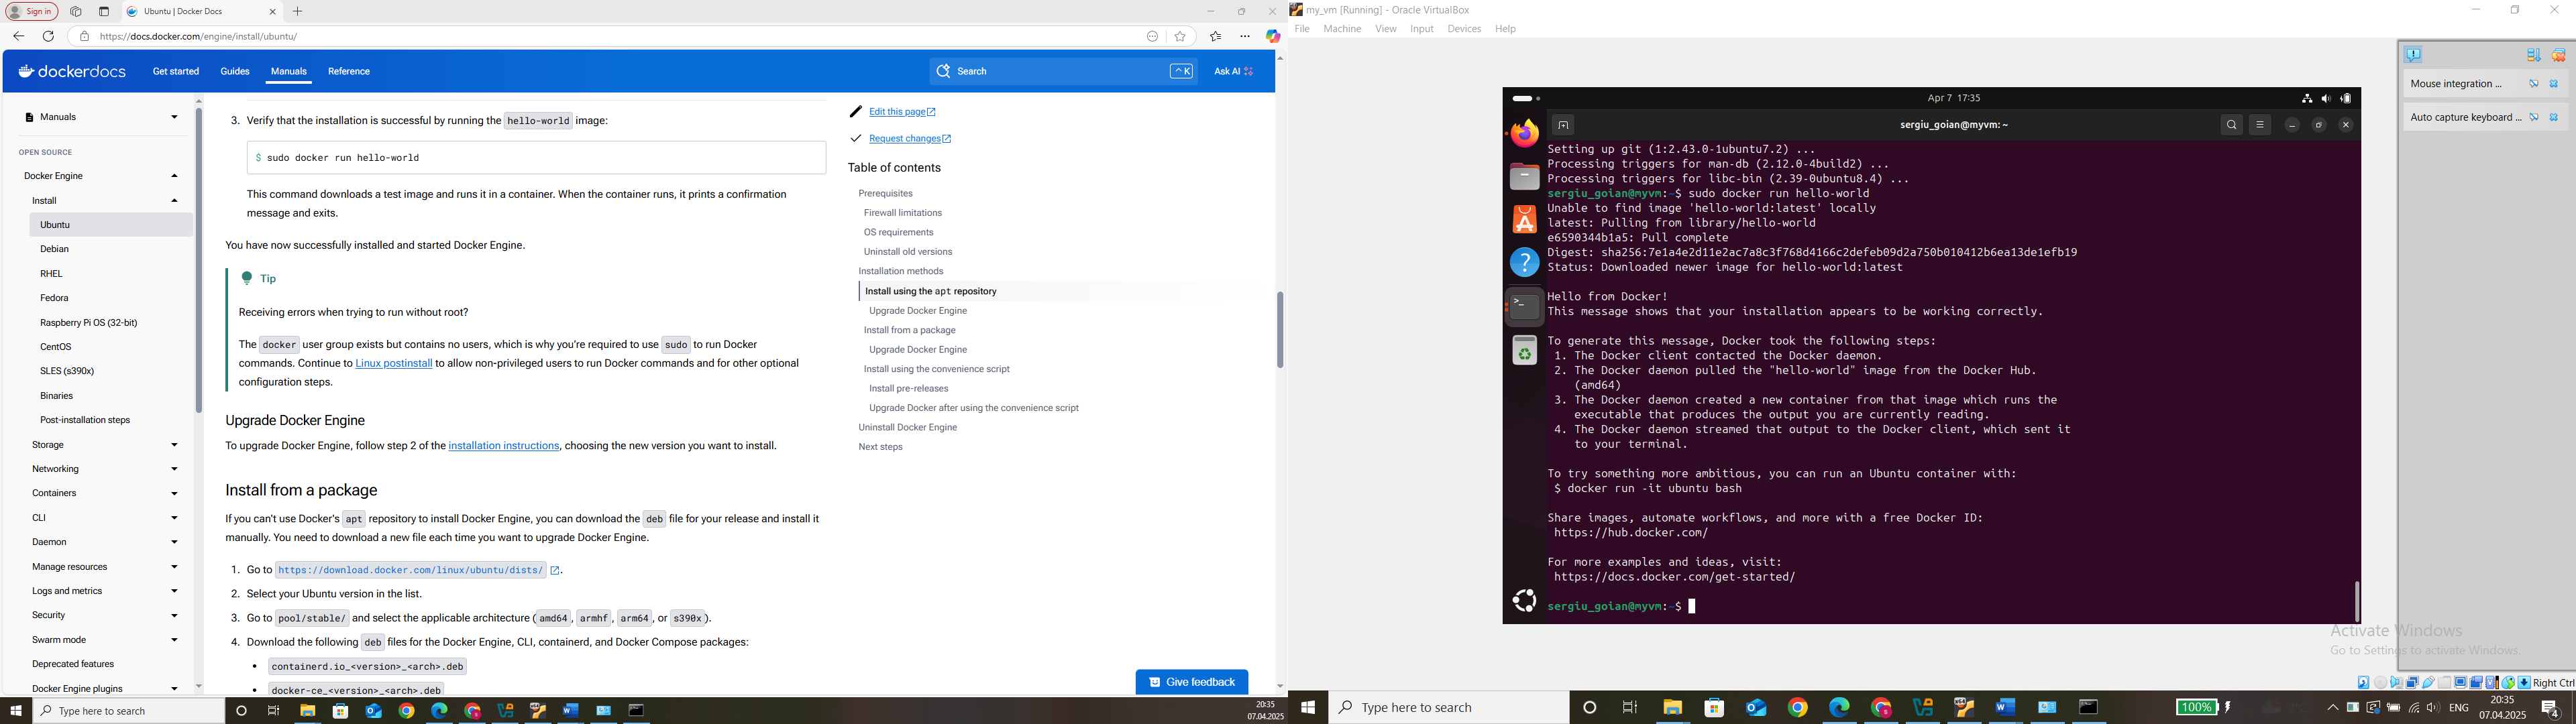 Sign in
Ubuntu | Docker Docs
https://docs.docker.com/engine/install/ubuntu/
dockerdocs
Get started
Guides
Manuals
Reference
Search
^ K
Ask AI
Manuals
OPEN SOURCE
Docker Engine
Install
Ubuntu
Debian
RHEL
Fedora
Raspberry Pi OS (32-bit)
CentOS
SLES (s390x)
Binaries
Post-installation steps
Storage
Networking
Containers
CLI
Daemon
Manage resources
Logs and metrics
Security
Swarm mode
Deprecated features
Docker Engine plugins
3. Verify that the installation is successful by running the hello-world image:
$ sudo docker run hello-world
This command downloads a test image and runs it in a container. When the container runs, it prints a confirmation
message and exits.
You have now successfully installed and started Docker Engine.
Tip
Receiving errors when trying to run without root?
The docker user group exists but contains no users, which is why you're required to use sudo to run Docker
commands. Continue to Linux postinstall to allow non-privileged users to run Docker commands and for other optional
configuration steps.
Upgrade Docker Engine
To upgrade Docker Engine, follow step 2 of the installation instructions, choosing the new version you want to install.
Install from a package
If you can't use Docker's apt repository to install Docker Engine, you can download the deb file for your release and install it
manually. You need to download a new file each time you want to upgrade Docker Engine.
1. Go to https://download.docker.com/linux/ubuntu/dists/ .
2. Select your Ubuntu version in the list.
3. Go to pool/stable/ and select the applicable architecture ( amd64 , armhf , arm64 , or s390x ).
4. Download the following deb files for the Docker Engine, CLI, containerd, and Docker Compose packages:
• containerd.io_<version>_<arch>.deb
• docker-ce_<version>_<arch>.deb
Edit this page
Request changes
Table of contents
Prerequisites
Firewall limitations
OS requirements
Uninstall old versions
Installation methods
Install using the apt repository
Upgrade Docker Engine
Install from a package
Upgrade Docker Engine
Install using the convenience script
Install pre-releases
Upgrade Docker after using the convenience script
Uninstall Docker Engine
Next steps
Give feedback
Type here to search
20:35
07.04.2025
my_vm [Running] - Oracle VirtualBox
File Machine View Input Devices Help
Apr 7 17:35
sergiu_goian@myvm: ~
Setting up git (1:2.43.0-1ubuntu7.2) ...
Processing triggers for man-db (2.12.0-4build2) ...
Processing triggers for libc-bin (2.39-0ubuntu8.4) ...
sergiu_goian@myvm:~$ sudo docker run hello-world
Unable to find image 'hello-world:latest' locally
latest: Pulling from library/hello-world
e6590344b1a5: Pull complete
Digest: sha256:7e1a4e2d11e2ac7a8c3f768d4166c2defeb09d2a750b010412b6ea13de1efb19
Status: Downloaded newer image for hello-world:latest
Hello from Docker!
This message shows that your installation appears to be working correctly.
To generate this message, Docker took the following steps:
1. The Docker client contacted the Docker daemon.
2. The Docker daemon pulled the "hello-world" image from the Docker Hub.
(amd64)
3. The Docker daemon created a new container from that image which runs the
executable that produces the output you are currently reading.
4. The Docker daemon streamed that output to the Docker client, which sent it
to your terminal.
To try something more ambitious, you can run an Ubuntu container with:
$ docker run -it ubuntu bash
Share images, automate workflows, and more with a free Docker ID:
https://hub.docker.com/
For more examples and ideas, visit:
https://docs.docker.com/get-started/
sergiu_goian@myvm:~$
Mouse integration ...
Auto capture keyboard ...
Activate Windows
Go to Settings to activate Windows.
Right Ctrl
Type here to search
100%
ENG
20:35
07.04.2025
4